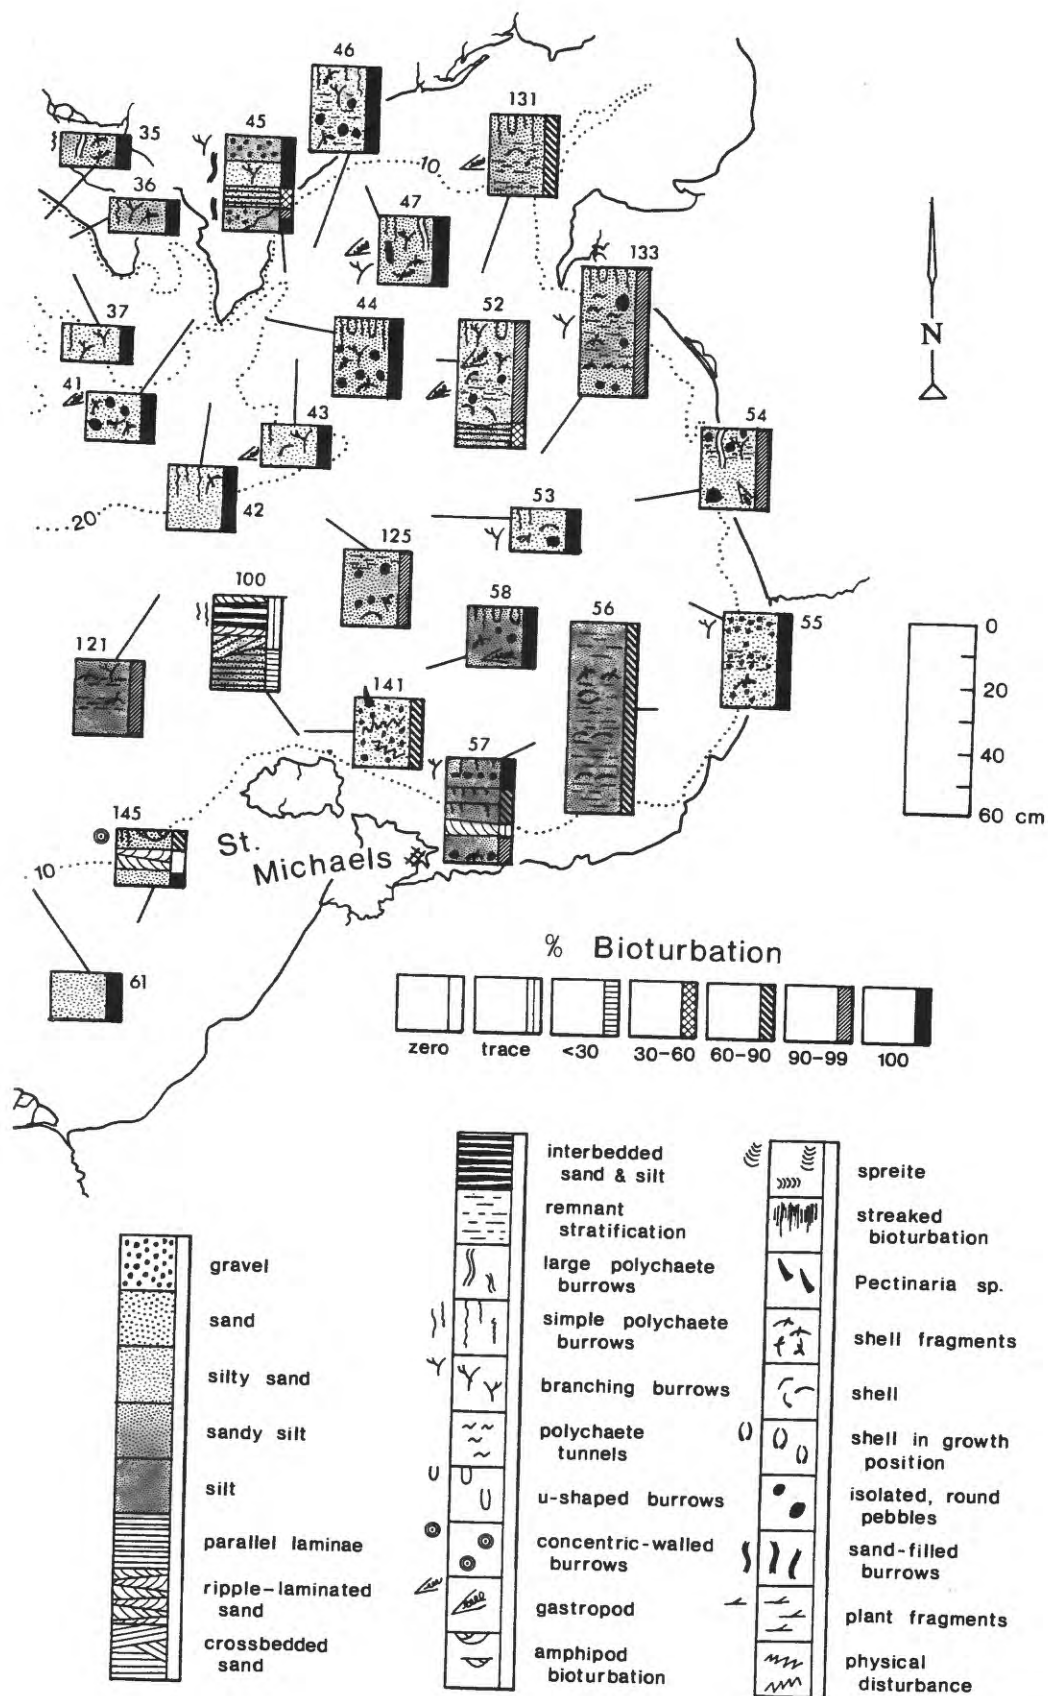 46
35
45
131
10
36
47
133
37
44
52
41
43
54
42
20
53
125
100
58
56
55
121
141
57
145
St.
Michaels
10
61
N
0
20
40
60 cm
% Bioturbation
zero trace <30 30-60 60-90 90-99 100
gravel
sand
silty sand
sandy silt
silt
parallel laminae
ripple-laminated
sand
crossbedded
sand
interbedded
sand & silt
remnant
stratification
large polychaete
burrows
simple polychaete
burrows
branching burrows
polychaete
tunnels
u-shaped burrows
concentric-walled
burrows
gastropod
amphipod
bioturbation
spreite
streaked
bioturbation
Pectinaria sp.
shell fragments
shell
shell in growth
position
isolated, round
pebbles
sand-filled
burrows
plant fragments
physical
disturbance